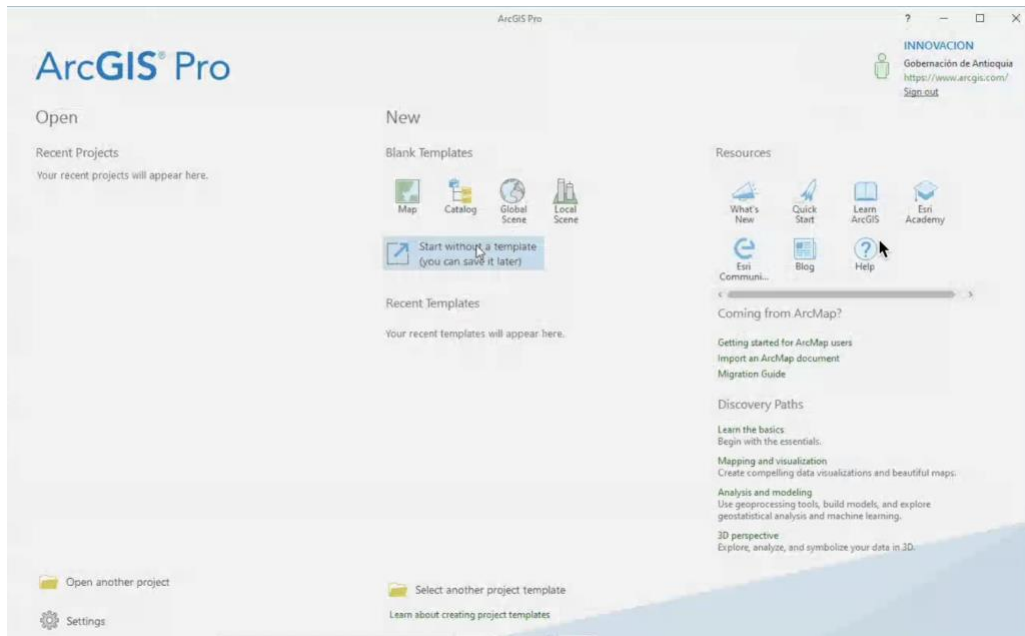 ArcGIS Pro
?
INNOVACION
Gobernación de Antioquia
https://www.arcgis.com/
Sign out
ArcGIS® Pro
Open
Recent Projects
Your recent projects will appear here.
New
Blank Templates
Map
Catalog
Global
Scene
Local
Scene
Start without a template
(you can save it later)
Recent Templates
Your recent templates will appear here.
Resources
What's
New
Quick
Start
Learn
ArcGIS
Esri
Academy
Esri
Communi...
Blog
Help
Coming from ArcMap?
Getting started for ArcMap users
Import an ArcMap document
Migration Guide
Discovery Paths
Learn the basics
Begin with the essentials.
Mapping and visualization
Create compelling data visualizations and beautiful maps.
Analysis and modeling
Use geoprocessing tools, build models, and explore
geostatistical analysis and machine learning.
3D perspective
Explore, analyze, and symbolize your data in 3D.
Open another project
Settings
Select another project template
Learn about creating project templates